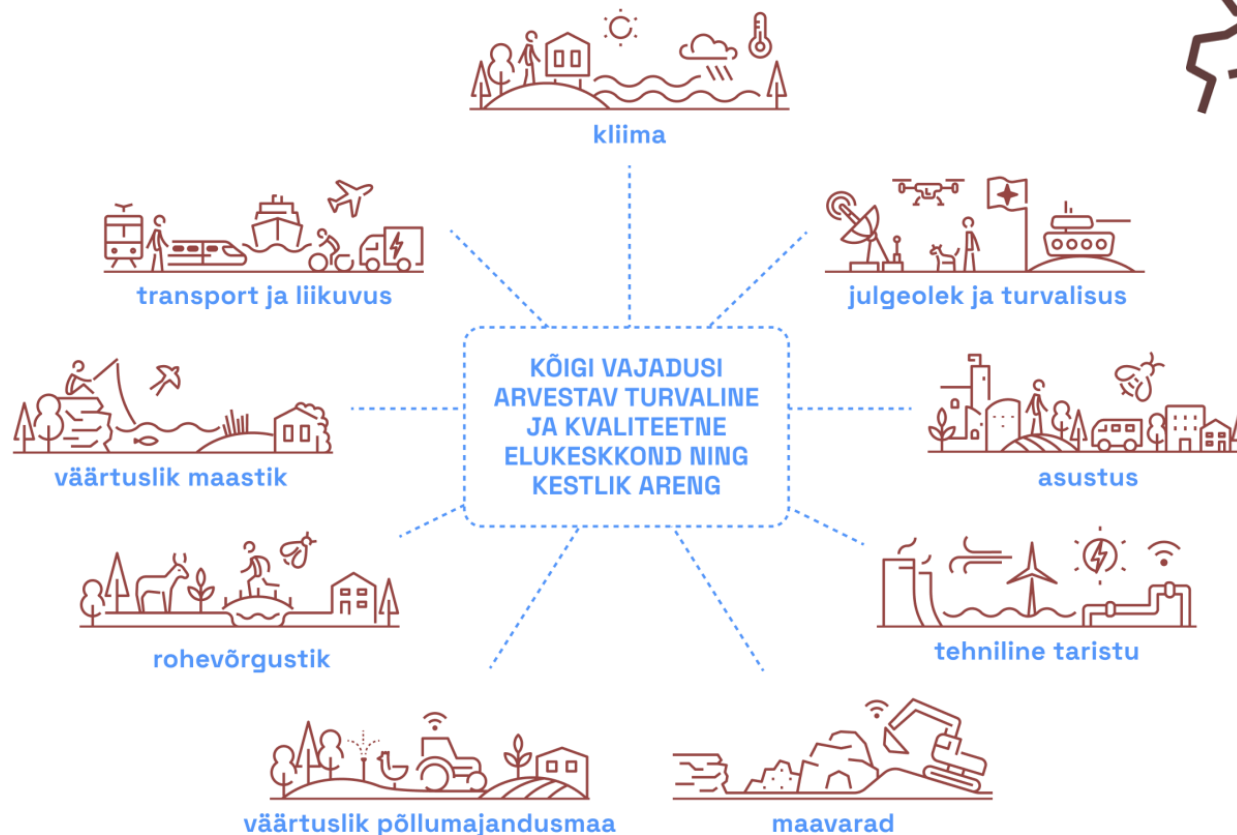 kliima
transport ja liikuvus
julgeolek ja turvalisus
KÕIGI VAJADUSI
ARVESTAV TURVALINE
JA KVALITEETNE
ELUKESKKOND NING
KESTLIK ARENG
väärtuslik maastik
asustus
rohevõrgustik
tehniline taristu
väärtuslik põllumajandusmaa
maavarad